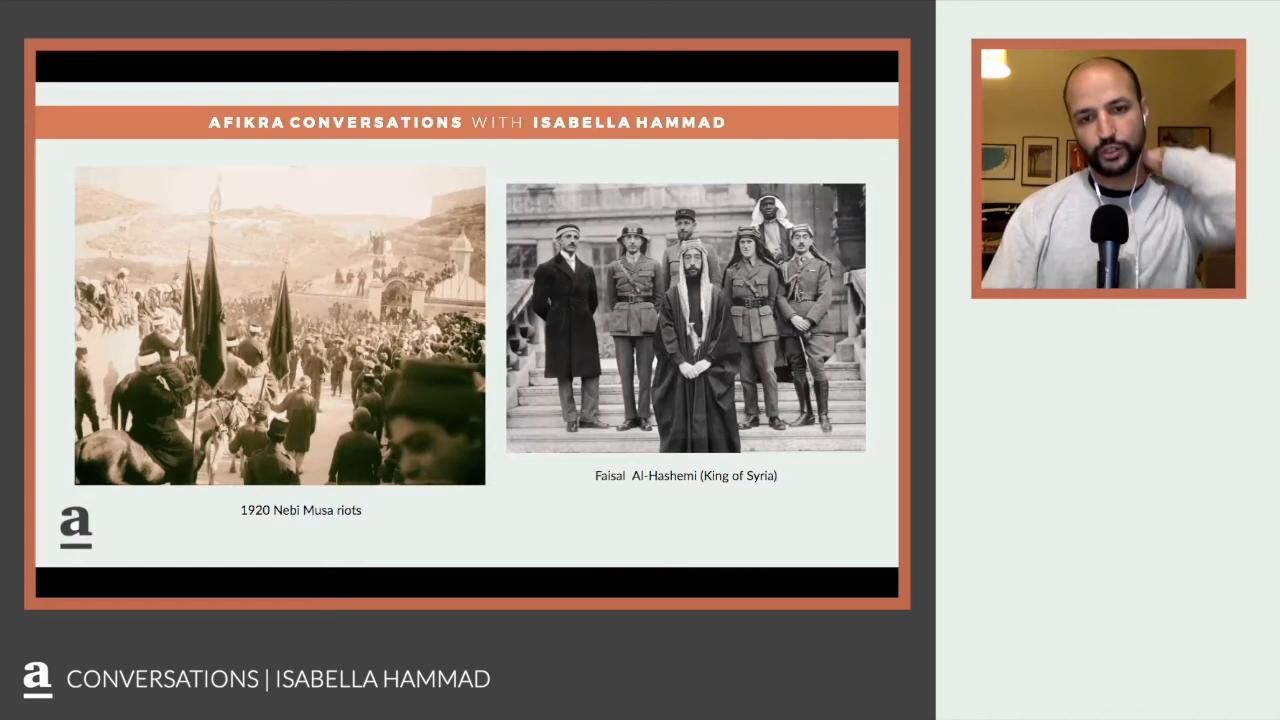 AFIKRA CONVERSATIONS WITH ISABELLA HAMMAD
Faisal Al-Hashemi (King of Syria)
1920 Nebi Musa riots
a
a CONVERSATIONS | ISABELLA HAMMAD